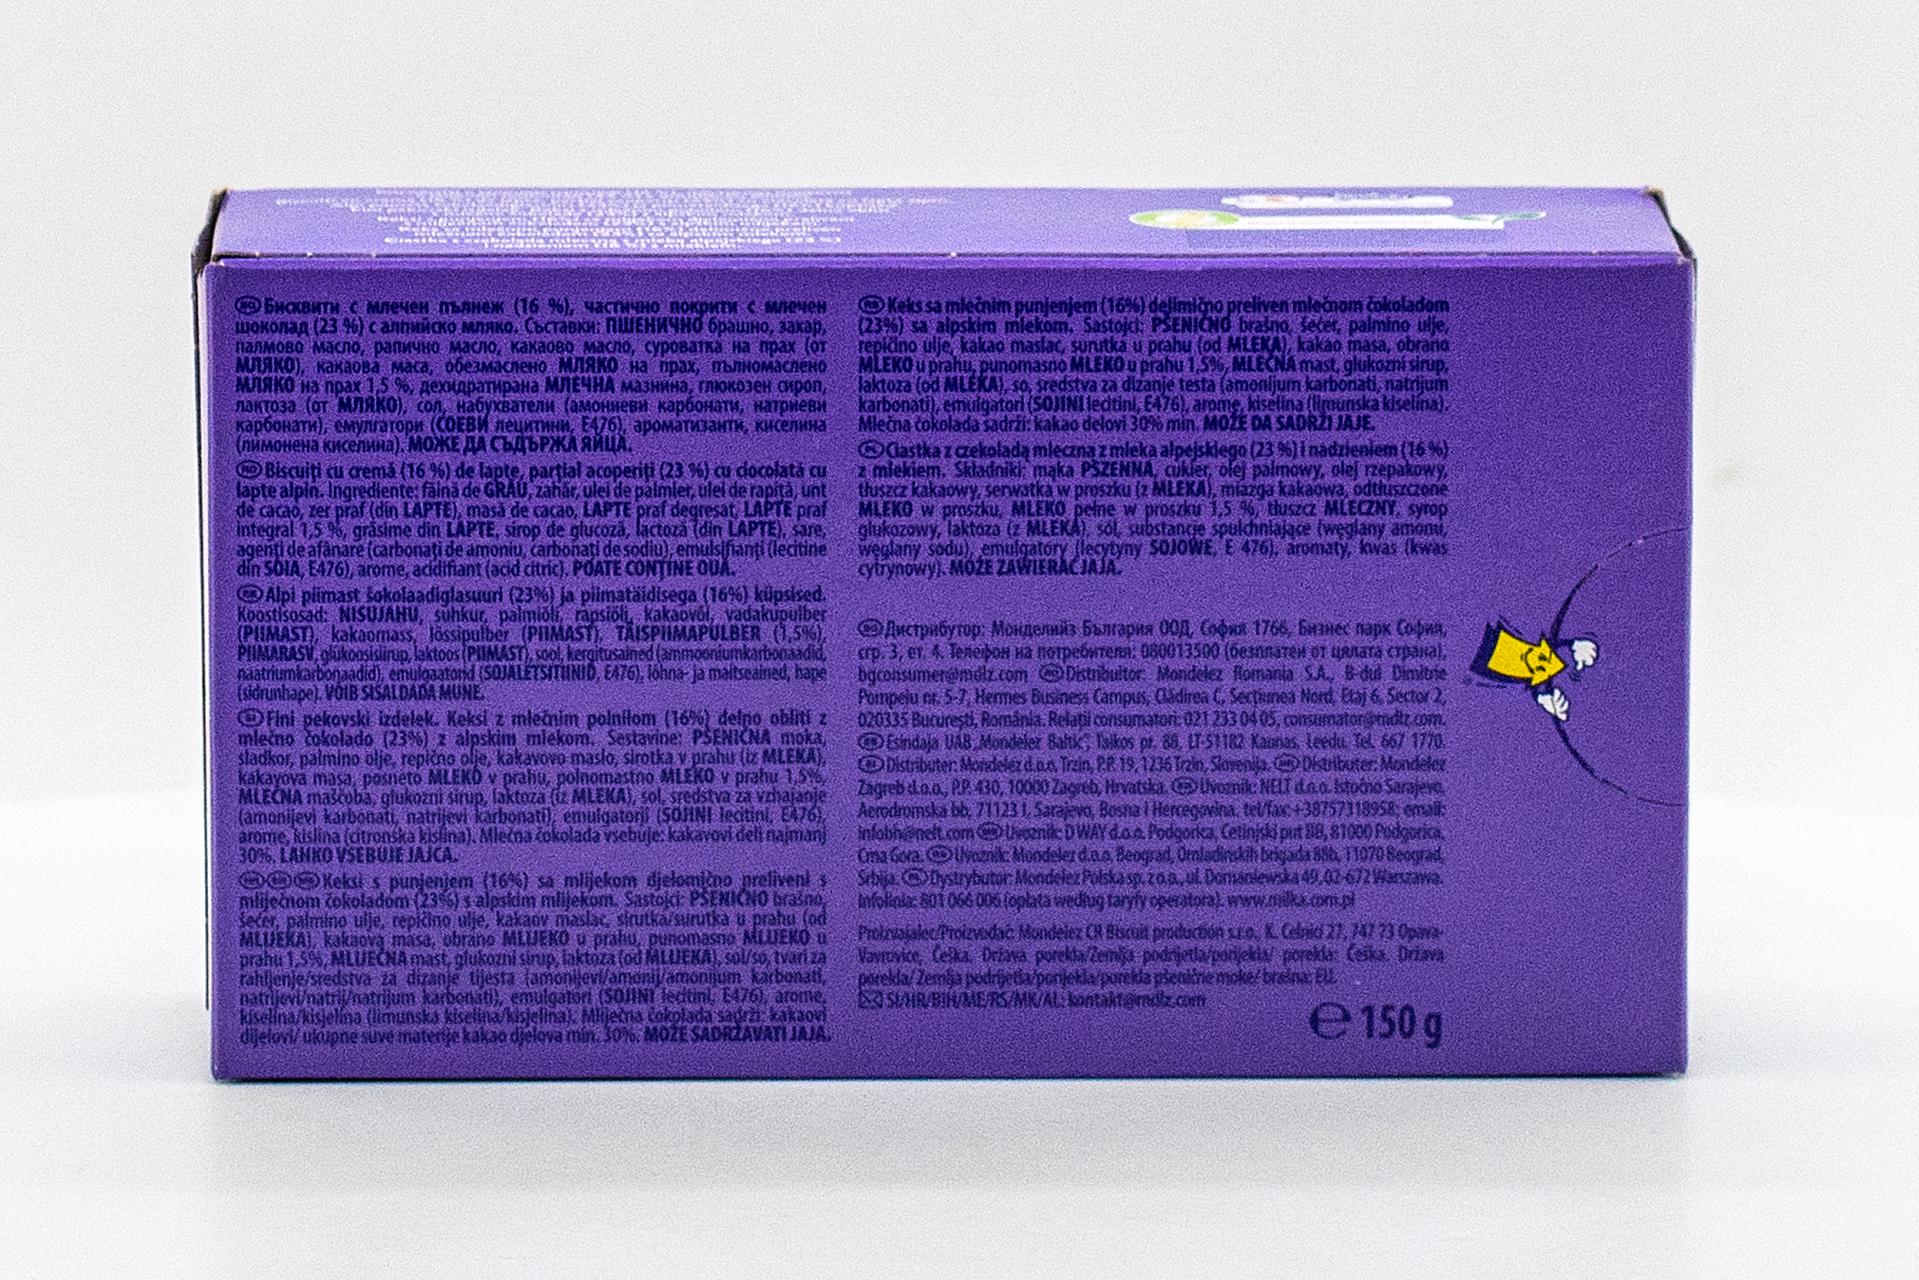 BG Бисквити с млечен пълнеж (16 %), частично покрити с млечен
шоколад (23 %) с алпийско мляко. Съставки: ПШЕНИЧНО брашно, захар,
палмово масло, рапично масло, какаово масло, суроватка на прах (от
МЛЯКО), какаова маса, обезмаслено МЛЯКО на прах, пълномаслено
МЛЯКО на прах 1,5 %, дехидратирана МЛЕЧНА мазнина, глюкозен сироп,
лактоза (от МЛЯКО), сол, набухватели (амониеви карбонати, натриеви
карбонати), емулгатори (СОЕВИ лецитини, E476), ароматизанти, киселина
(лимонена киселина). МОЖЕ ДА СЪДЪРЖА ЯЙЦА.
RO Biscuiți cu cremă (16 %) de lapte, parțial acoperiți (23 %) cu ciocolată cu
lapte alpin. Ingrediente: făină de GRÂU, zahăr, ulei de palmier, ulei de rapiță, unt
de cacao, zer praf (din LAPTE), masă de cacao, LAPTE praf degresat, LAPTE praf
integral 1,5 %, grăsime din LAPTE, sirop de glucoză, lactoză (din LAPTE), sare,
agenți de afânare (carbonați de amoniu, carbonați de sodiu), emulsifianți (lecitine
din SOIA, E476), arome, acidifiant (acid citric). POATE CONȚINE OUĂ.
EE Alpi piimast šokolaadiglasuuri (23%) ja piimatäidisega (16%) küpsised.
Koostisosad: NISUJAHU, suhkur, palmiõli, rapsiõli, kakaovõi, vadakupulber
(PIIMAST), kakaomass, lõssipulber (PIIMAST), TÄISPIIMAPULBER (1,5%),
PIIMARASV, glükoosisiirup, laktoos (PIIMAST), sool, kergitusained (ammooniumkarbonaadid,
naatriumkarbonaadid), emulgaatorid (SOJALETSITIINID, E476), lõhna- ja maitseained, hape
(sidrunhape). VÕIB SISALDADA MUNE.
SI Fini pekovski izdelek. Keksi z mlečnim polnilom (16%) delno obliti z
mlečno čokolado (23%) z alpskim mlekom. Sestavine: PŠENIČNA moka,
sladkor, palmino olje, repično olje, kakavovo maslo, sirotka v prahu (iz MLEKA),
kakavova masa, posneto MLEKO v prahu, polnomastno MLEKO v prahu 1,5%,
MLEČNA maščoba, glukozni sirup, laktoza (iz MLEKA), sol, sredstva za vzhajanje
(amonijevi karbonati, natrijevi karbonati), emulgatorji (SOJINI lecitini, E476),
arome, kislina (citronska kislina). Mlečna čokolada vsebuje: kakavovi deli najmanj
30%. LAHKO VSEBUJE JAJCA.
Keksi s punjenjem (16%) sa mlijekom djelomično preliveni s
mliječnom čokoladom (23%) s alpskim mlijekom. Sastojci: PŠENIČNO brašno,
šećer, palmino ulje, repičino ulje, kakaov maslac, sirutka/surutka u prahu (od
MLIJEKA), kakaova masa, obrano MLIJEKO u prahu, punomasno MLIJEKO u
prahu 1,5%, MLIJEČNA mast, glukozni sirup, laktoza (od MLIJEKA), sol/so, tvari za
rahljenje/sredstva za dizanje tijesta (amonijevi/amonij/amonijum karbonati,
natrijevi/natrij/natrijum karbonati), emulgatori (SOJINI lecitini, E476), arome,
kiselina/kisjelina (limunska kiselina/kisjelina). Mliječna čokolada sadrži: kakaovi
dijelovi/ ukupne suve materije kakao djelova min. 30%. MOŽE SADRŽAVATI JAJA.
RS Keks sa mlečnim punjenjem (16%) delimično preliven mlečnom čokoladom
(23%) sa alpskim mlekom. Sastojci: PŠENIČNO brašno, šećer, palmino ulje,
repičino ulje, kakao maslac, surutka u prahu (od MLEKA), kakao masa, obrano
MLEKO u prahu, punomasno MLEKO u prahu 1,5%, MLEČNA mast, glukozni sirup,
laktoza (od MLEKA), so, sredstva za dizanje testa (amonijum karbonati, natrijum
karbonati), emulgatori (SOJINI lecitini, E476), arome, kiselina (limunska kiselina).
Mlečna čokolada sadrži: kakao delovi 30% min. MOŽE DA SADRŽI JAJE.
PL Ciastka z czekoladą mleczną z mleka alpejskiego (23 %) i nadzieniem (16 %)
z mlekiem. Składniki: mąka PSZENNA, cukier, olej palmowy, olej rzepakowy,
tłuszcz kakaowy, serwatka w proszku (z MLEKA), miazga kakaowa, odtłuszczone
MLEKO w proszku, MLEKO pełne w proszku 1,5 %, tłuszcz MLECZNY, syrop
glukozowy, laktoza (z MLEKA), sól, substancje spulchniające (węglany amonu,
węglany sodu), emulgatory (lecytyny SOJOWE, E 476), aromaty, kwas (kwas
cytrynowy). MOŻE ZAWIERAĆ JAJA.
BG Дистрибутор: Монделийз България ООД, София 1766, Бизнес парк София,
сгр. 3, ет. 4. Телефон на потребителя: 080013500 (безплатен от цялата страна),
bgconsumer@mdlz.com RO Distribuitor: Mondelez Romania S.A., B-dul Dimitrie
Pompeiu nr. 5-7, Hermes Business Campus, Clădirea C, Secțiunea Nord, Etaj 6, Sector 2,
020335 București, România. Relații consumatori: 021 233 04 05, consumator@mdlz.com.
EE Esindaja UAB „Mondelez Baltic", Taikos pr. 88, LT-51182 Kaunas, Leedu. Tel. 667 1770.
SI Distributer: Mondelez d.o.o, Trzin, P.P. 19, 1236 Trzin, Slovenija. HR Distributer: Mondelez
Zagreb d.o.o., P.P. 430, 10000 Zagreb, Hrvatska. Uvoznik: NELT d.o.o. Istočno Sarajevo,
Aerodromska bb, 71123 I. Sarajevo, Bosna i Hercegovina. tel/fax:+38757318958; email:
infobh@nelt.com Uvoznik: D WAY d.o.o. Podgorica, Cetinjski put BB, 81000 Podgorica,
Crna Gora. RS Uvoznik: Mondelez d.o.o. Beograd, Omladinskih brigada 88b, 11070 Beograd,
Srbija. PL Dystrybutor: Mondelez Polska sp. z o.o., ul. Domaniewska 49, 02-672 Warszawa.
Infolinia: 801 066 006 (opłata według taryfy operatora). www.milka.com.pl
Proizvajalec/Proizvođač: Mondelez CR Biscuit production s.r.o., K. Celnici 27, 747 73 Opava-
Vavrovice, Češka. Država porekla/Zemlja podrijetla/porijekla/ porekla: Češka. Država
porekla/ Zemlja podrijetla/porijekla/porekla pšenične moke/ brašna: EU.
SI/HR/BIH/ME/RS/MK/AL: kontakt@mdlz.com
℮ 150 g